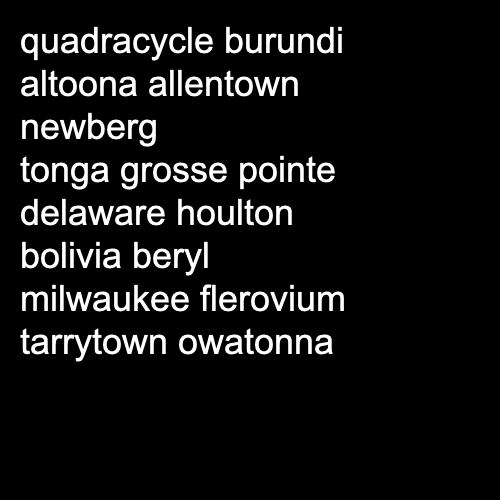 quadracycle burundi
altoona allentown
newberg
tonga grosse pointe
delaware houlton
bolivia beryl
milwaukee flerovium
tarrytown owatonna